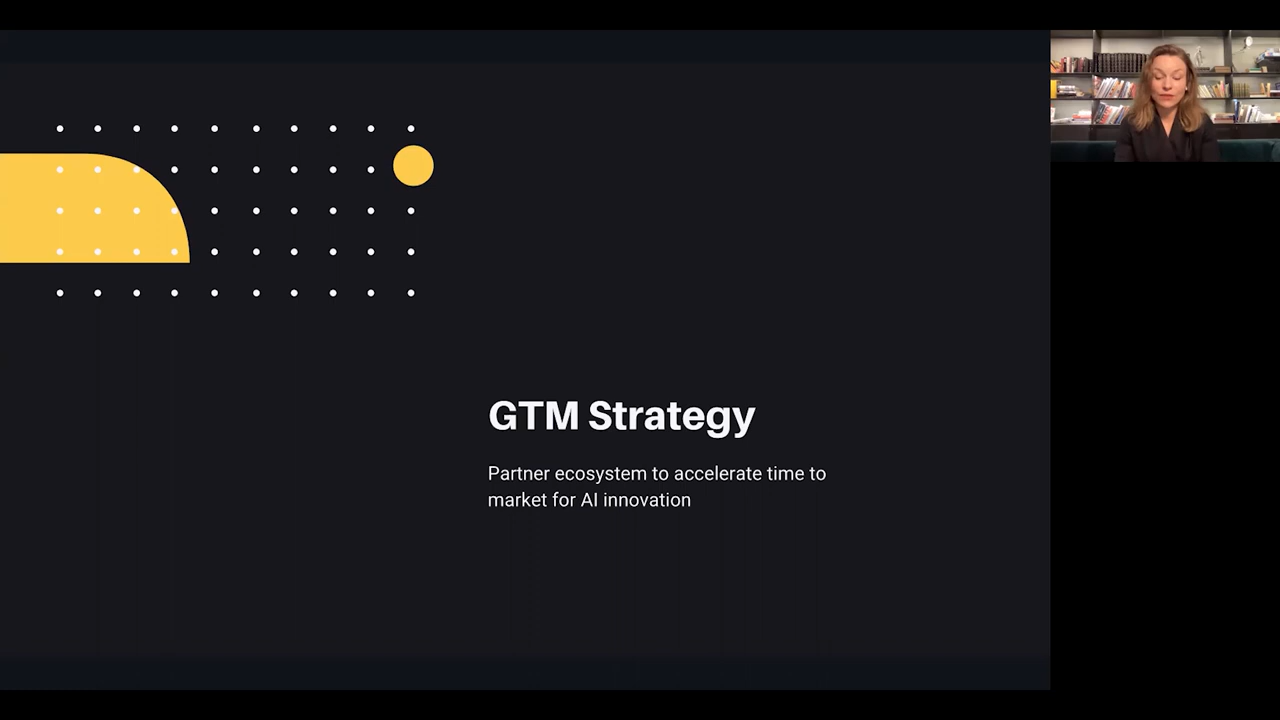 GTM Strategy
Partner ecosystem to accelerate time to
market for AI innovation